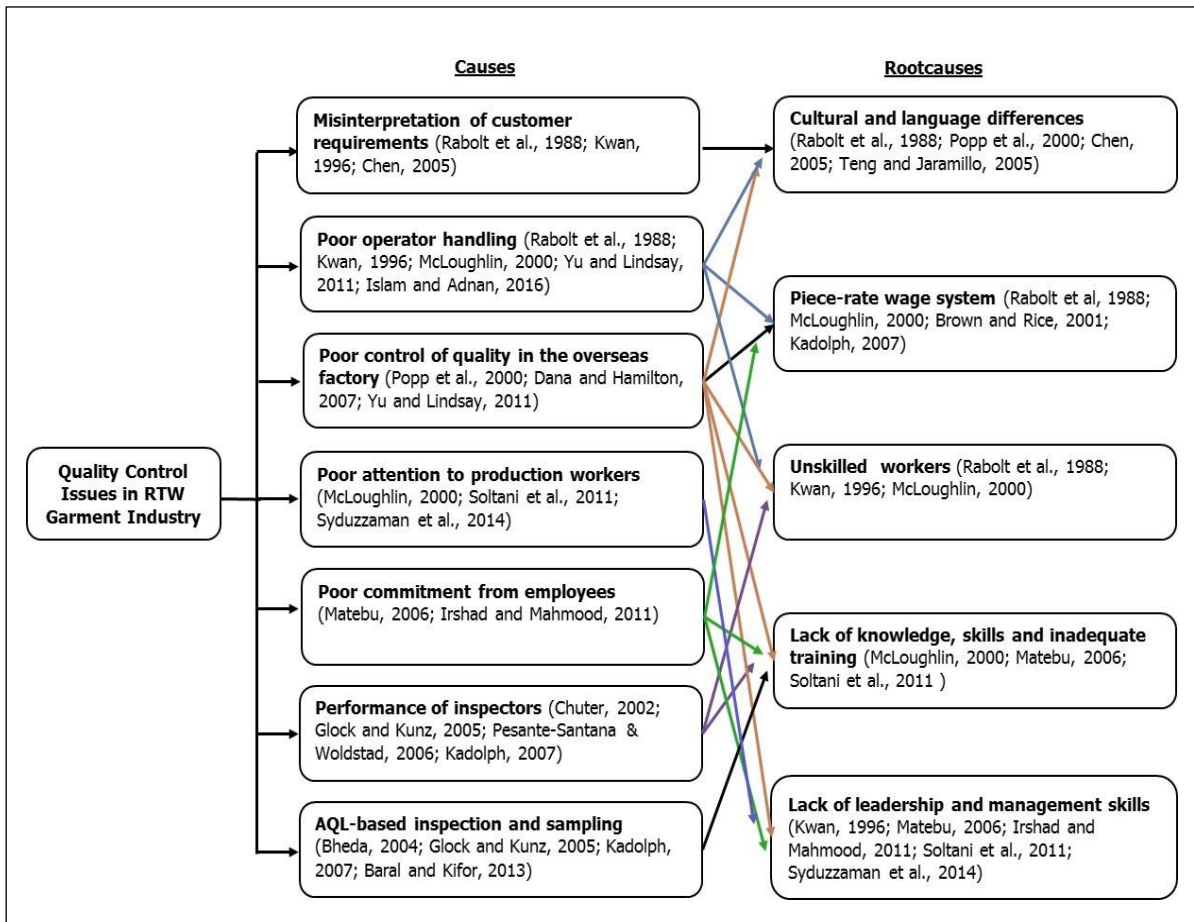 Causes
Rootcauses
Quality Control
Issues in RTW
Garment Industry
Misinterpretation of customer
requirements (Rabolt et al., 1988; Kwan,
1996; Chen, 2005)
Poor operator handling (Rabolt et al., 1988;
Kwan, 1996; McLoughlin, 2000; Yu and Lindsay,
2011; Islam and Adnan, 2016)
Poor control of quality in the overseas
factory (Popp et al., 2000; Dana and Hamilton,
2007; Yu and Lindsay, 2011)
Poor attention to production workers
(McLoughlin, 2000; Soltani et al., 2011;
Syduzzaman et al., 2014)
Poor commitment from employees
(Matebu, 2006; Irshad and Mahmood, 2011)
Performance of inspectors (Chuter, 2002;
Glock and Kunz, 2005; Pesante-Santana &
Woldstad, 2006; Kadolph, 2007)
AQL-based inspection and sampling
(Bheda, 2004; Glock and Kunz, 2005; Kadolph,
2007; Baral and Kifor, 2013)
Cultural and language differences
(Rabolt et al., 1988; Popp et al., 2000; Chen,
2005; Teng and Jaramillo, 2005)
Piece-rate wage system (Rabolt et al, 1988;
McLoughlin, 2000; Brown and Rice, 2001;
Kadolph, 2007)
Unskilled workers (Rabolt et al., 1988;
Kwan, 1996; McLoughlin, 2000)
Lack of knowledge, skills and inadequate
training (McLoughlin, 2000; Matebu, 2006;
Soltani et al., 2011 )
Lack of leadership and management skills
(Kwan, 1996; Matebu, 2006; Irshad and
Mahmood, 2011; Soltani et al., 2011;
Syduzzaman et al., 2014)